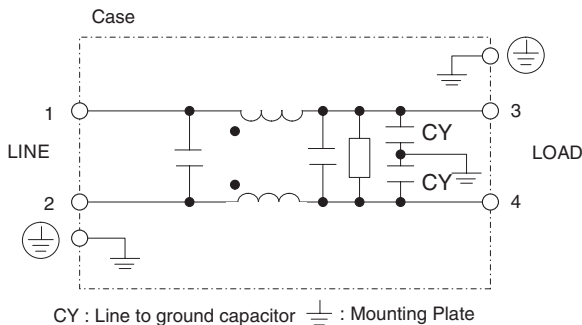 Case
1
3
CY
LINE
LOAD
CY
2
4
CY : Line to ground capacitor : Mounting Plate